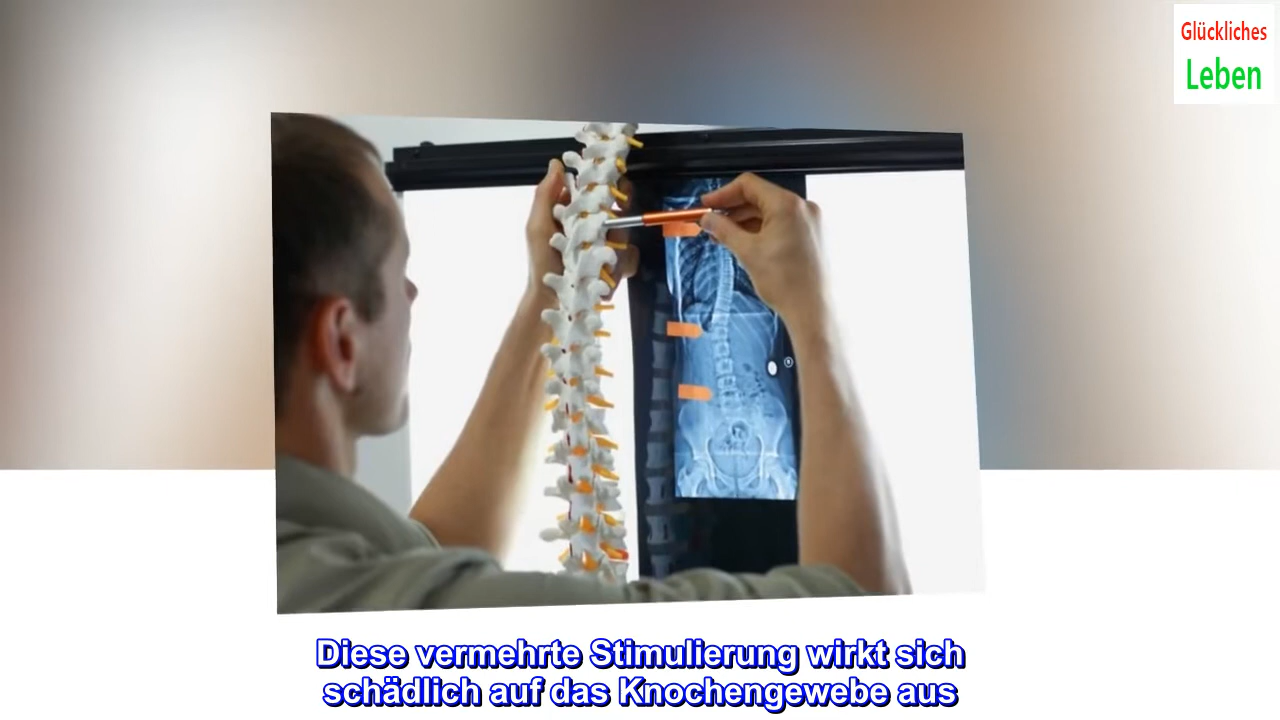 Glückliches
Leben
Diese vermehrte Stimulierung wirkt sich
schädlich auf das Knochengewebe aus